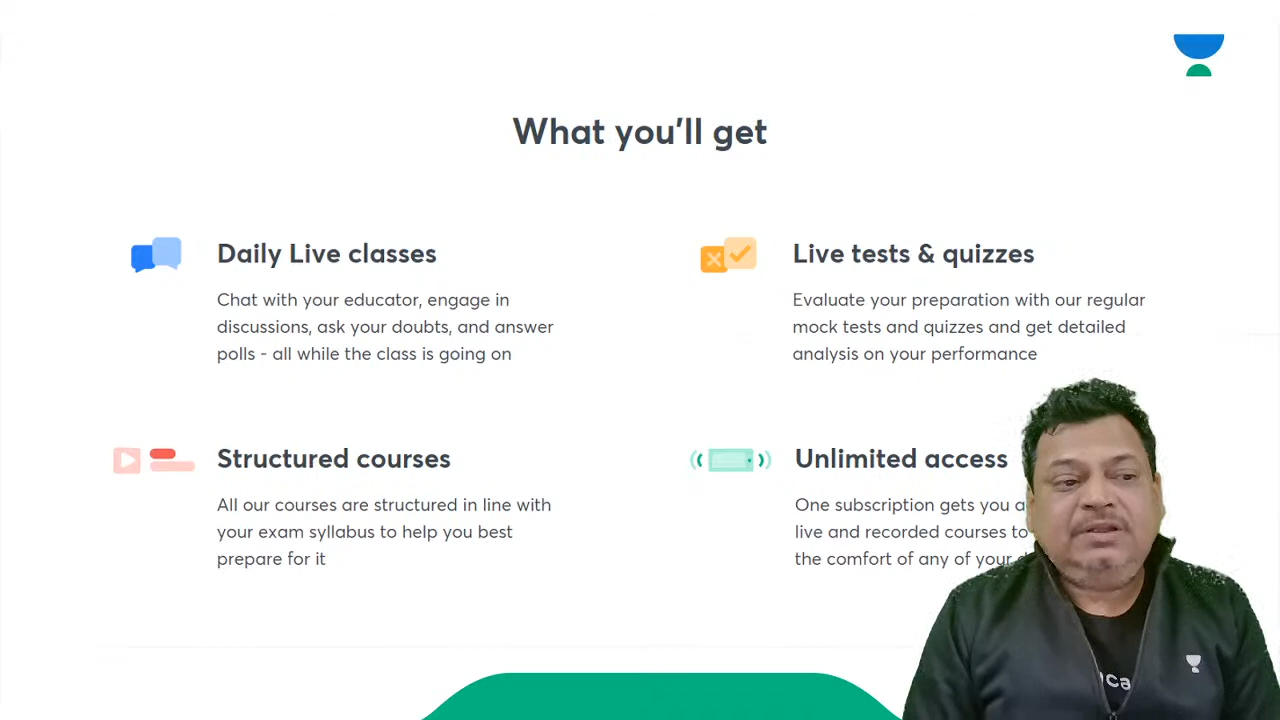 What you'll get
Daily Live classes
Chat with your educator, engage in
discussions, ask your doubts, and answer
polls - all while the class is going on
Live tests & quizzes
Evaluate your preparation with our regular
mock tests and quizzes and get detailed
analysis on your performance
Structured courses
All our courses are structured in line with
your exam syllabus to help you best
prepare for it
Unlimited access
One subscription gets you
live and recorded courses to
the comfort of any of your